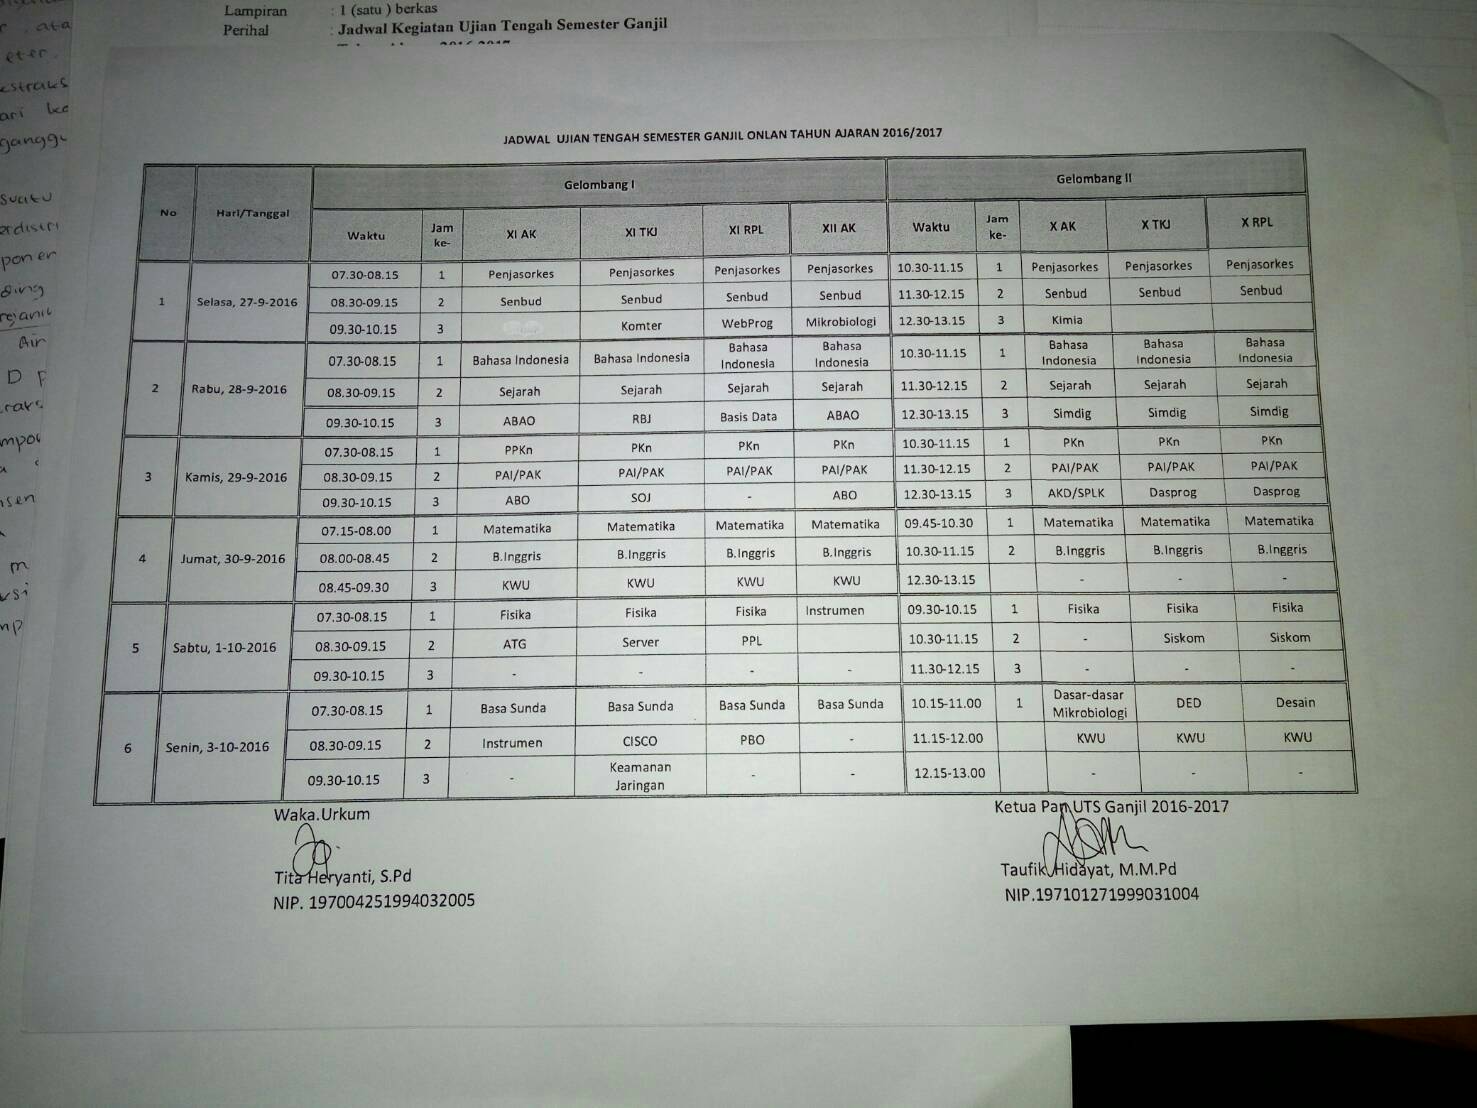 Lampiran : 1 (satu ) berkas
Perihal : Jadwal Kegiatan Ujian Tengah Semester Ganjil
JADWAL UJIAN TENGAH SEMESTER GANJIL ONLAN TAHUN AJARAN 2016/2017
No Hari/Tanggal Gelombang I Gelombang II
Waktu Jam ke- XI AK XI TKJ XI RPL XII AK Waktu Jam ke- X AK X TKJ X RPL
1 Selasa, 27-9-2016
07.30-08.15 1 Penjasorkes Penjasorkes Penjasorkes Penjasorkes 10.30-11.15 1 Penjasorkes Penjasorkes Penjasorkes
08.30-09.15 2 Senbud Senbud Senbud Senbud 11.30-12.15 2 Senbud Senbud Senbud
09.30-10.15 3 Komter WebProg Mikrobiologi 12.30-13.15 3 Kimia
2 Rabu, 28-9-2016
07.30-08.15 1 Bahasa Indonesia Bahasa Indonesia Bahasa Indonesia Bahasa Indonesia 10.30-11.15 1 Bahasa Indonesia Bahasa Indonesia Bahasa Indonesia
08.30-09.15 2 Sejarah Sejarah Sejarah Sejarah 11.30-12.15 2 Sejarah Sejarah Sejarah
09.30-10.15 3 ABAO RBJ Basis Data ABAO 12.30-13.15 3 Simdig Simdig Simdig
3 Kamis, 29-9-2016
07.30-08.15 1 PPKn PKn PKn PKn 10.30-11.15 1 PKn PKn PKn
08.30-09.15 2 PAI/PAK PAI/PAK PAI/PAK PAI/PAK 11.30-12.15 2 PAI/PAK PAI/PAK PAI/PAK
09.30-10.15 3 ABO SOJ - ABO 12.30-13.15 3 AKD/SPLK Dasprog Dasprog
4 Jumat, 30-9-2016
07.15-08.00 1 Matematika Matematika Matematika Matematika 09.45-10.30 1 Matematika Matematika Matematika
08.00-08.45 2 B.Inggris B.Inggris B.Inggris B.Inggris 10.30-11.15 2 B.Inggris B.Inggris B.Inggris
08.45-09.30 3 KWU KWU KWU KWU 12.30-13.15 - - -
5 Sabtu, 1-10-2016
07.30-08.15 1 Fisika Fisika Fisika Instrumen 09.30-10.15 1 Fisika Fisika Fisika
08.30-09.15 2 ATG Server PPL 10.30-11.15 2 - Siskom Siskom
09.30-10.15 3 - - - - 11.30-12.15 3 - - -
6 Senin, 3-10-2016
07.30-08.15 1 Basa Sunda Basa Sunda Basa Sunda Basa Sunda 10.15-11.00 1 Dasar-dasar Mikrobiologi DED Desain
08.30-09.15 2 Instrumen CISCO PBO - 11.15-12.00 KWU KWU KWU
09.30-10.15 3 - Keamanan Jaringan - - 12.15-13.00 - - -
Waka.Urkum
Tita Heryanti, S.Pd
NIP. 197004251994032005
Ketua Pan UTS Ganjil 2016-2017
Taufik Hidayat, M.M.Pd
NIP.197101271999031004